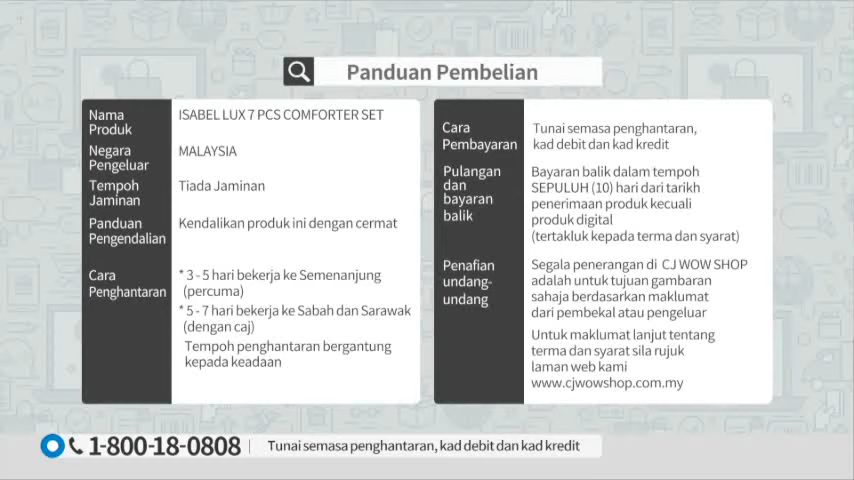 Panduan Pembelian
Nama
Produk
ISABEL LUX 7 PCS COMFORTER SET
Negara
Pengeluar
MALAYSIA
Tempoh
Jaminan
Tiada Jaminan
Panduan
Pengendalian
Kendalikan produk ini dengan cermat
Cara
Penghantaran
* 3 - 5 hari bekerja ke Semenanjung
(percuma)
* 5 - 7 hari bekerja ke Sabah dan Sarawak
(dengan caj)
Tempoh penghantaran bergantung
kepada keadaan
Cara
Pembayaran
Tunai semasa penghantaran,
kad debit dan kad kredit
Pulangan
dan
bayaran
balik
Bayaran balik dalam tempoh
SEPULUH (10) hari dari tarikh
penerimaan produk kecuali
produk digital
(tertakluk kepada terma dan syarat)
Penafian
undang-
undang
Segala penerangan di CJ WOW SHOP
adalah untuk tujuan gambaran
sahaja berdasarkan maklumat
dari pembekal atau pengeluar
Untuk maklumat lanjut tentang
terma dan syarat sila rujuk
laman web kami
www.cjwowshop.com.my
1-800-18-0808 | Tunai semasa penghantaran, kad debit dan kad kredit